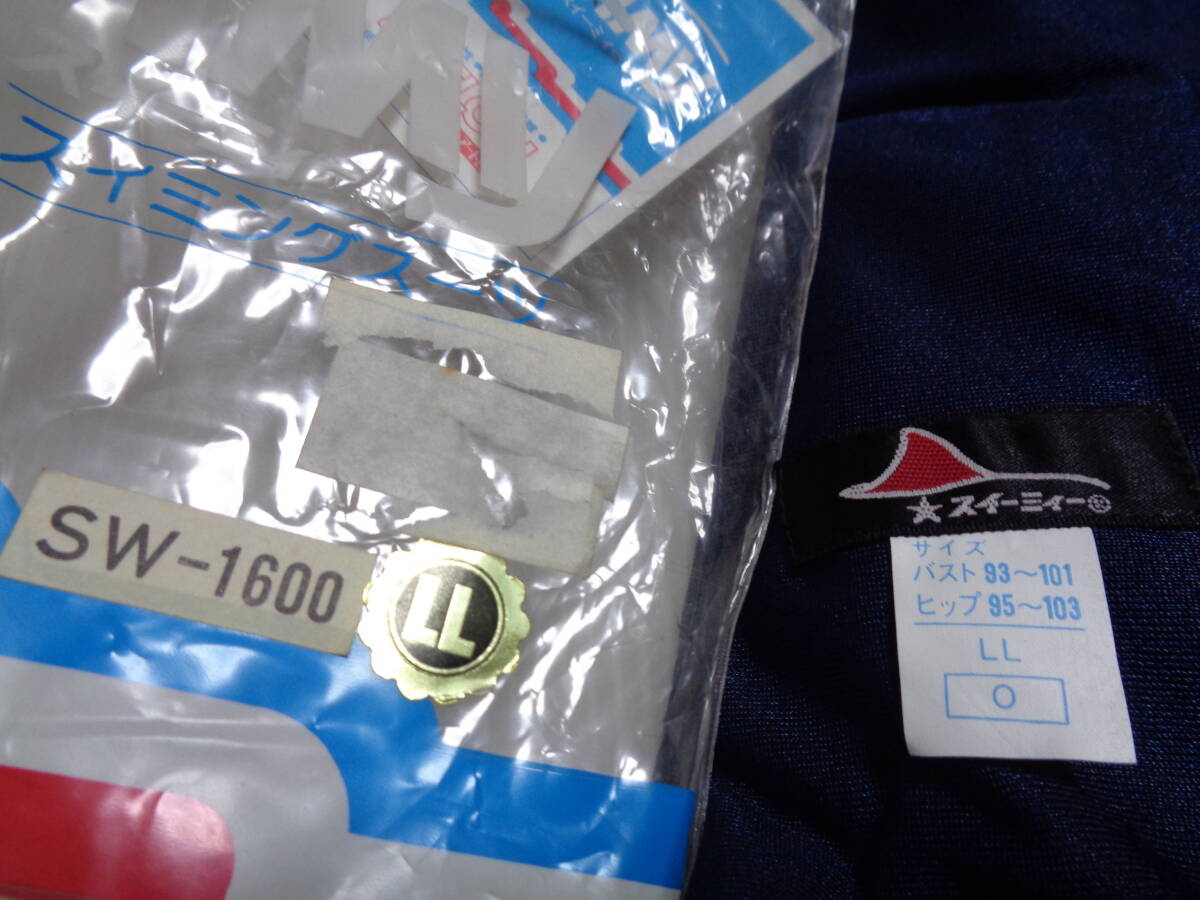 スイミングスーツ
SW-1600
LL
★スイーミィー®
サイズ
バスト 93～101
ヒップ 95～103
LL
O